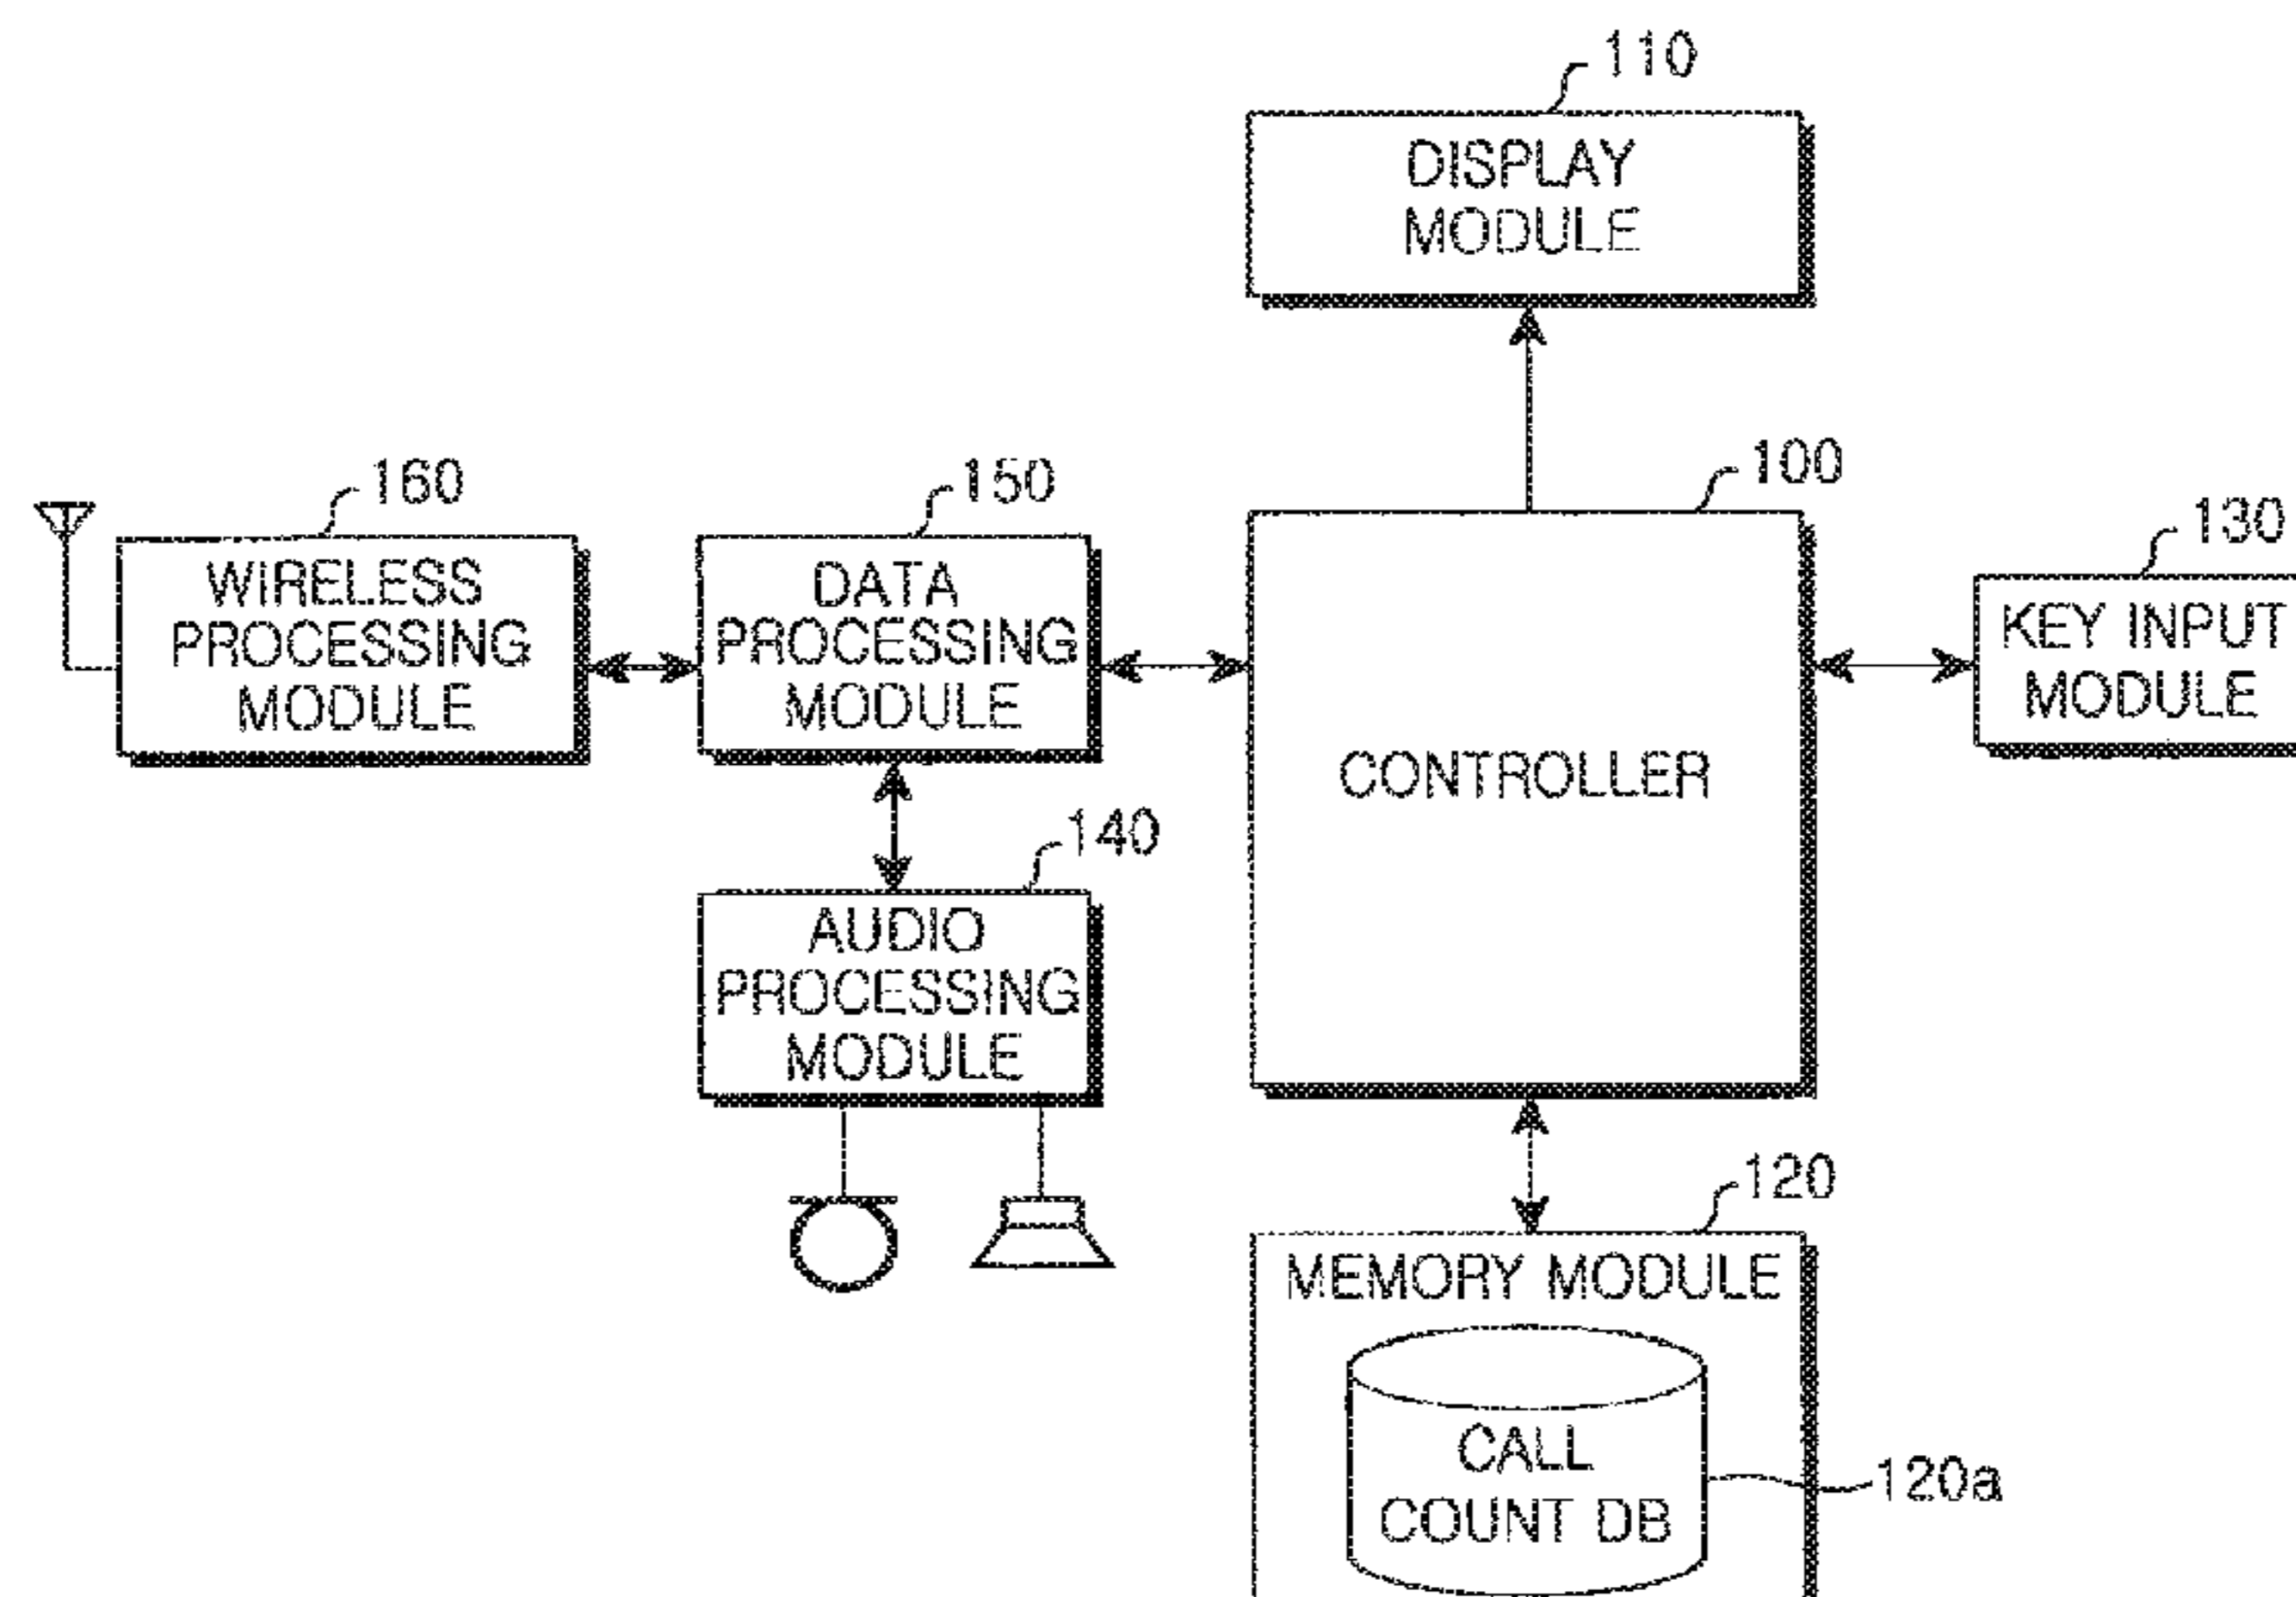 110
DISPLAY
MODULE
160
150
100
130
WIRELESS
PROCESSING
MODULE
DATA
PROCESSING
MODULE
CONTROLLER
KEY INPUT
MODULE
140
AUDIO
PROCESSING
MODULE
120
MEMORY MODULE
CALL
COUNT DB
120a